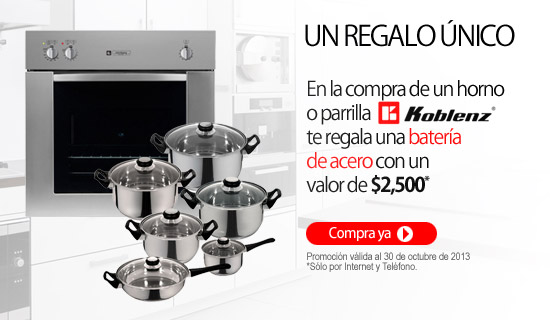 UN REGALO ÚNICO
En la compra de un horno
o parrilla Koblenz®
te regala una batería
de acero con un
valor de $2,500*
Compra ya
Promoción válida al 30 de octubre de 2013
*Sólo por Internet y Teléfono.